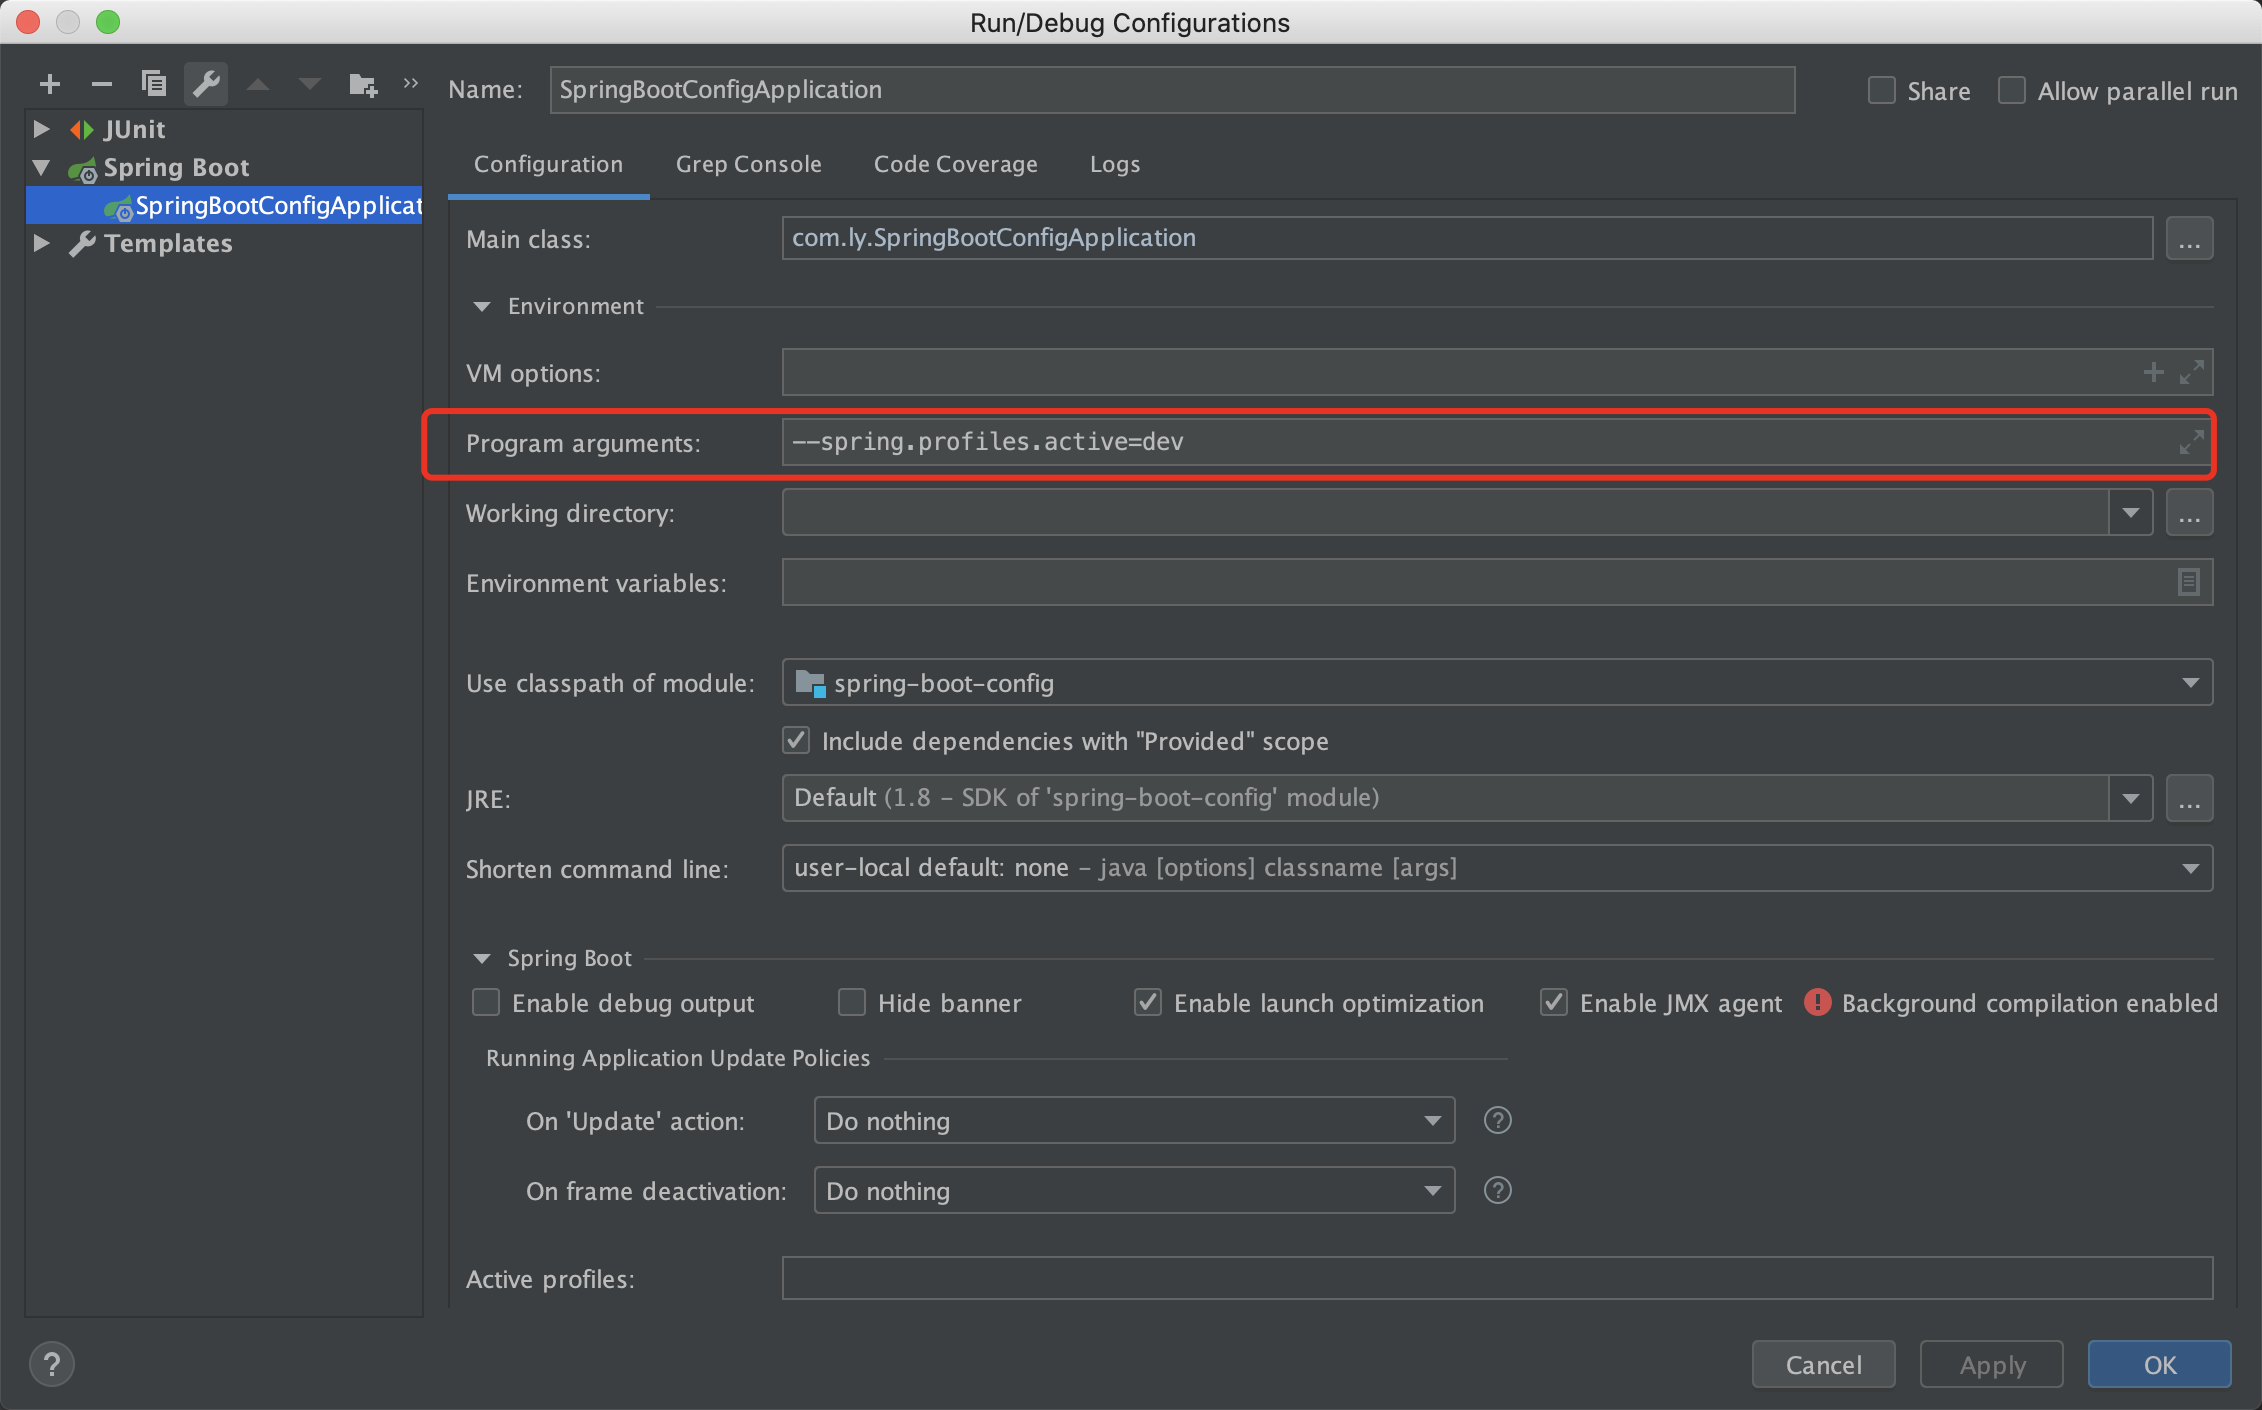 Run/Debug Configurations
Name: SpringBootConfigApplication Share Allow parallel run
JUnit
Spring Boot
SpringBootConfigApplicat
Templates
Configuration Grep Console Code Coverage Logs
Main class: com.ly.SpringBootConfigApplication ...
Environment
VM options:
Program arguments: --spring.profiles.active=dev
Working directory: ...
Environment variables:
Use classpath of module: spring-boot-config
Include dependencies with "Provided" scope
JRE: Default (1.8 - SDK of 'spring-boot-config' module) ...
Shorten command line: user-local default: none - java [options] classname [args]
Spring Boot
Enable debug output Hide banner Enable launch optimization Enable JMX agent Background compilation enabled
Running Application Update Policies
On 'Update' action: Do nothing ?
On frame deactivation: Do nothing ?
Active profiles:
? Cancel Apply OK